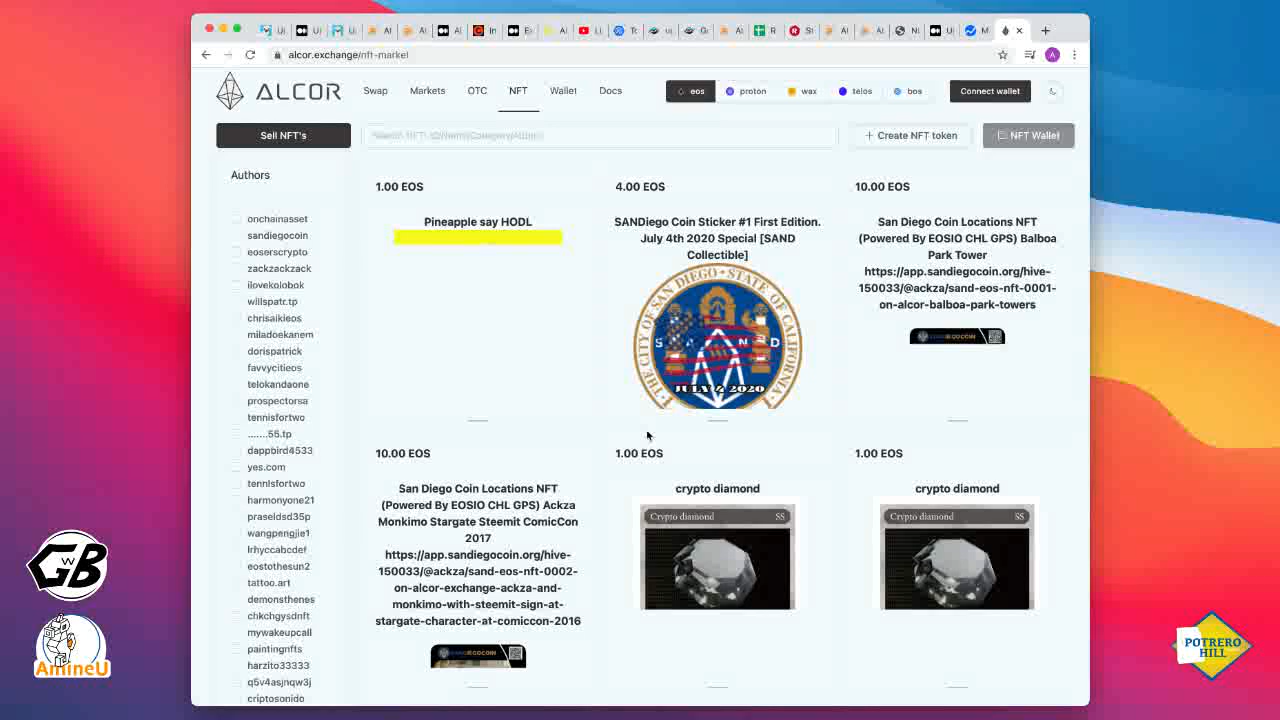 alcor.exchange/nft-market
A
ALCOR
Swap
Markets
OTC
NFT
Wallet
Docs
eos
proton
wax
telos
bos
Connect wallet
Sell NFT's
Create NFT token
NFT Wallet
Authors
onchainasset
sandiegocoin
eoserscrypto
zackzackzack
ilovekolobok
willspatr.tp
chrisaikieos
miladoekanem
dorispatrick
favvycitieos
telokandaone
prospectorsa
tennisfortwo
.......55.tp
dappbird4533
yes.com
tennisfortwo
harmonyone21
praseidsd35p
wangpengjie1
lrhyccabcdef
eostothesun2
tattoo.art
demonsthenes
chkchgysdnft
mywakeupcall
paintingnfts
harzito33333
q5v4asjnqw3j
criptosonido
1.00 EOS
Pineapple say HODL
4.00 EOS
SANDiego Coin Sticker #1 First Edition.
July 4th 2020 Special [SAND
Collectible]
THE CITY OF SAN DIEGO • STATE OF CALIFORNIA
S A N D
JULY 4 2020
10.00 EOS
San Diego Coin Locations NFT
(Powered By EOSIO CHL GPS) Balboa
Park Tower
https://app.sandiegocoin.org/hive-
150033/@ackza/sand-eos-nft-0001-
on-alcor-balboa-park-towers
10.00 EOS
San Diego Coin Locations NFT
(Powered By EOSIO CHL GPS) Ackza
Monkimo Stargate Steemit ComicCon
2017
https://app.sandiegocoin.org/hive-
150033/@ackza/sand-eos-nft-0002-
on-alcor-exchange-ackza-and-
monkimo-with-steemit-sign-at-
stargate-character-at-comiccon-2016
1.00 EOS
crypto diamond
Crypto diamond SS
1.00 EOS
crypto diamond
Crypto diamond SS
GWB
AmineU
POTRERO
HILL